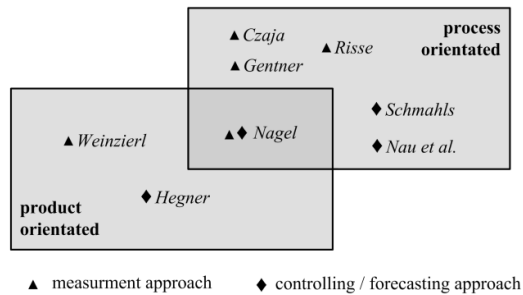 process
orientated
Czaja
Risse
Gentner
Schmahls
Nagel
Weinzierl
Nau et al.
Hegner
product
orientated
measurment approach
controlling / forecasting approach